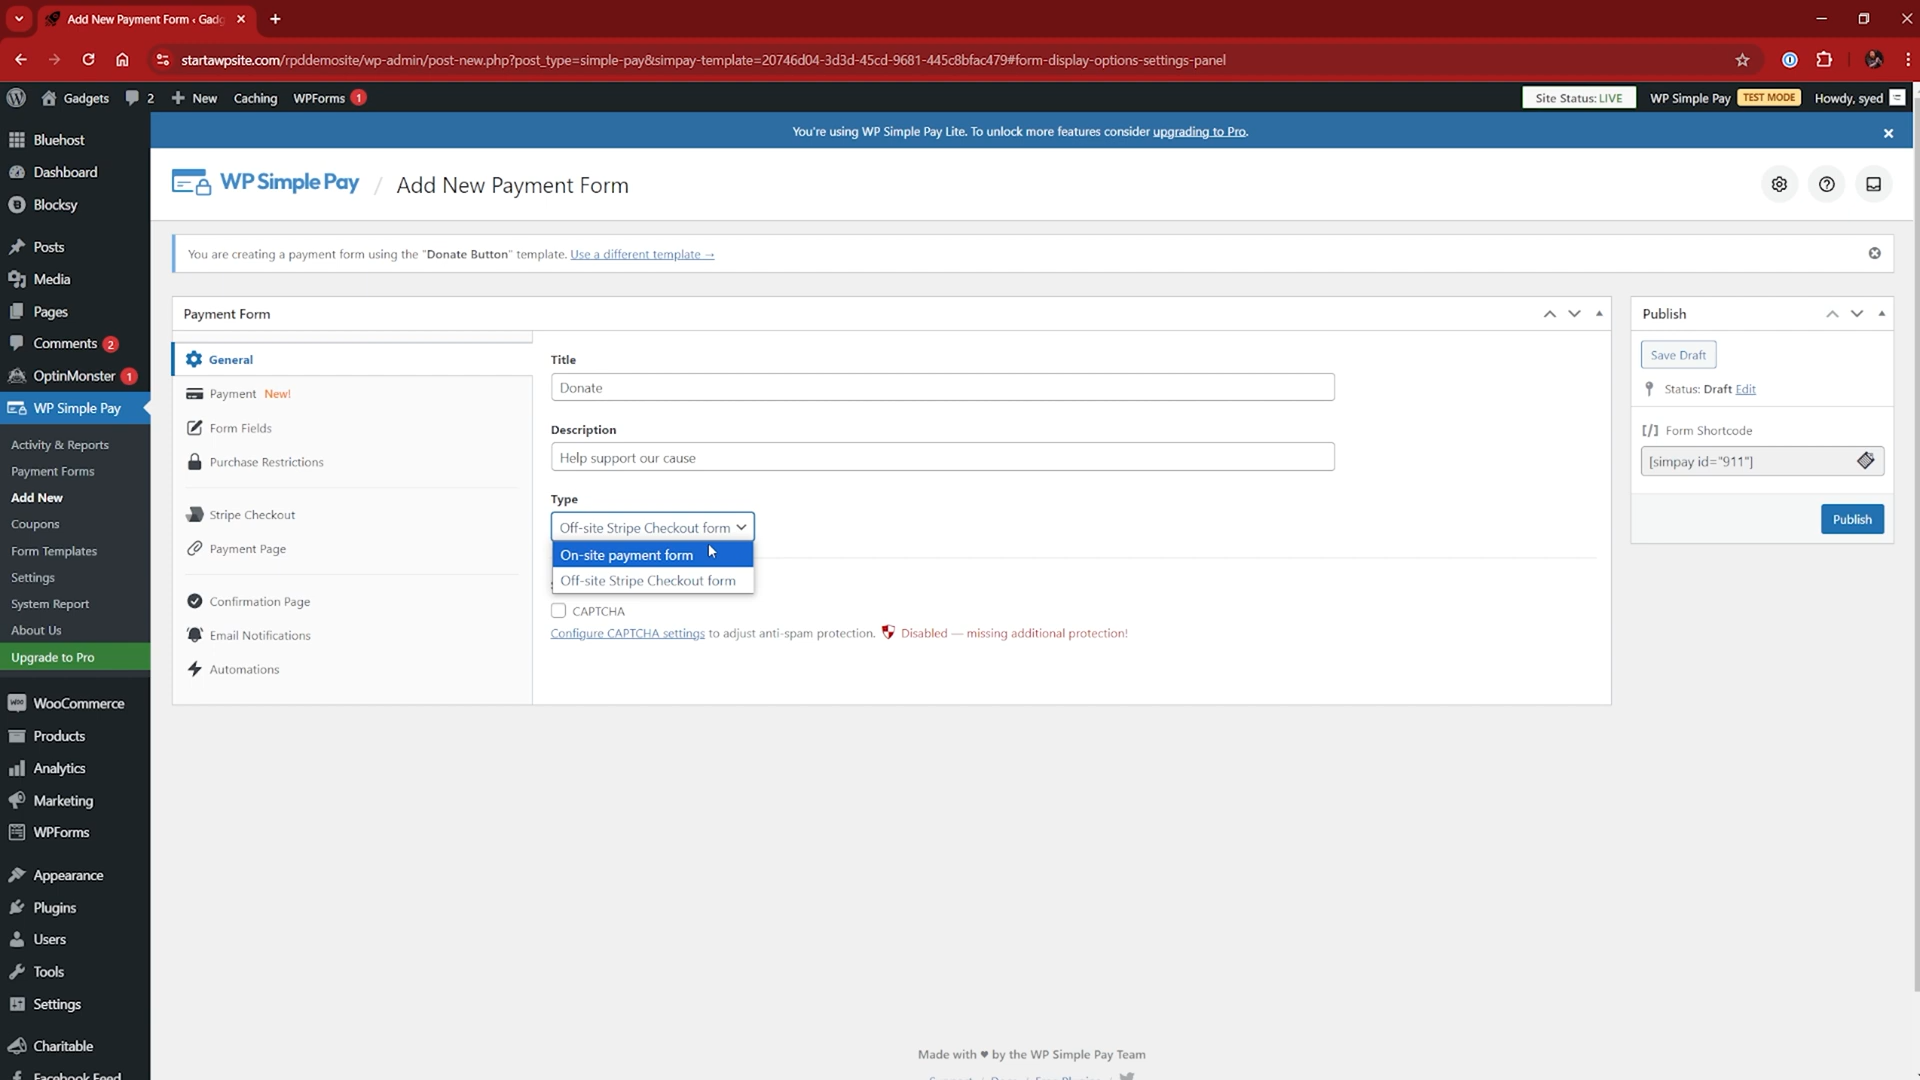 Add New Payment Form ‹ Gadg
startawpsite.com/rpddemosite/wp-admin/post-new.php?post_type=simple-pay&simpay-template=20746d04-3d3d-45cd-9681-445c8bfac479#form-display-options-settings-panel
Gadgets 2 New Caching WPForms 1 Site Status: LIVE WP Simple Pay TEST MODE Howdy, syed
You're using WP Simple Pay Lite. To unlock more features consider upgrading to Pro.
Bluehost
Dashboard
Blocksy
Posts
Media
Pages
Comments 2
OptinMonster 1
WP Simple Pay
Activity & Reports
Payment Forms
Add New
Coupons
Form Templates
Settings
System Report
About Us
Upgrade to Pro
WooCommerce
Products
Analytics
Marketing
WPForms
Appearance
Plugins
Users
Tools
Settings
Charitable
Facebook Feed
WP Simple Pay / Add New Payment Form
You are creating a payment form using the "Donate Button" template. Use a different template →
Payment Form
General
Payment New!
Form Fields
Purchase Restrictions
Stripe Checkout
Payment Page
Confirmation Page
Email Notifications
Automations
Title
Donate
Description
Help support our cause
Type
Off-site Stripe Checkout form
On-site payment form
Off-site Stripe Checkout form
CAPTCHA
Configure CAPTCHA settings to adjust anti-spam protection. Disabled — missing additional protection!
Publish
Save Draft
Status: Draft Edit
[/] Form Shortcode
[simpay id="911"]
Publish
Made with ♥ by the WP Simple Pay Team